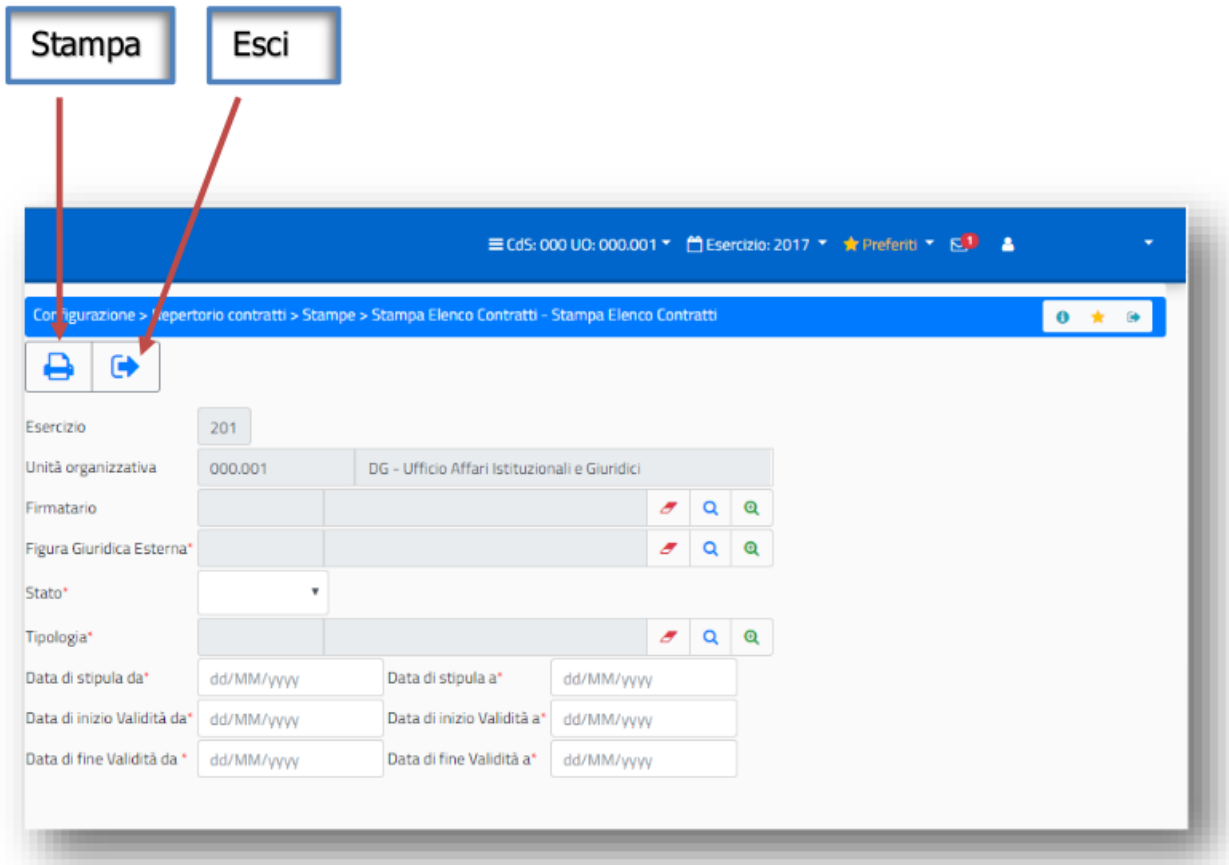 Stampa Esci
CdS: 000 UO: 000.001 Esercizio: 2017 Preferiti 1
Configurazione > Repertorio contratti > Stampe > Stampa Elenco Contratti - Stampa Elenco Contratti
Esercizio 201
Unità organizzativa 000.001 DG - Ufficio Affari Istituzionali e Giuridici
Firmatario
Figura Giuridica Esterna*
Stato*
Tipologia*
Data di stipula da* dd/MM/yyyy Data di stipula a* dd/MM/yyyy
Data di inizio Validità da* dd/MM/yyyy Data di inizio Validità a* dd/MM/yyyy
Data di fine Validità da * dd/MM/yyyy Data di fine Validità a* dd/MM/yyyy